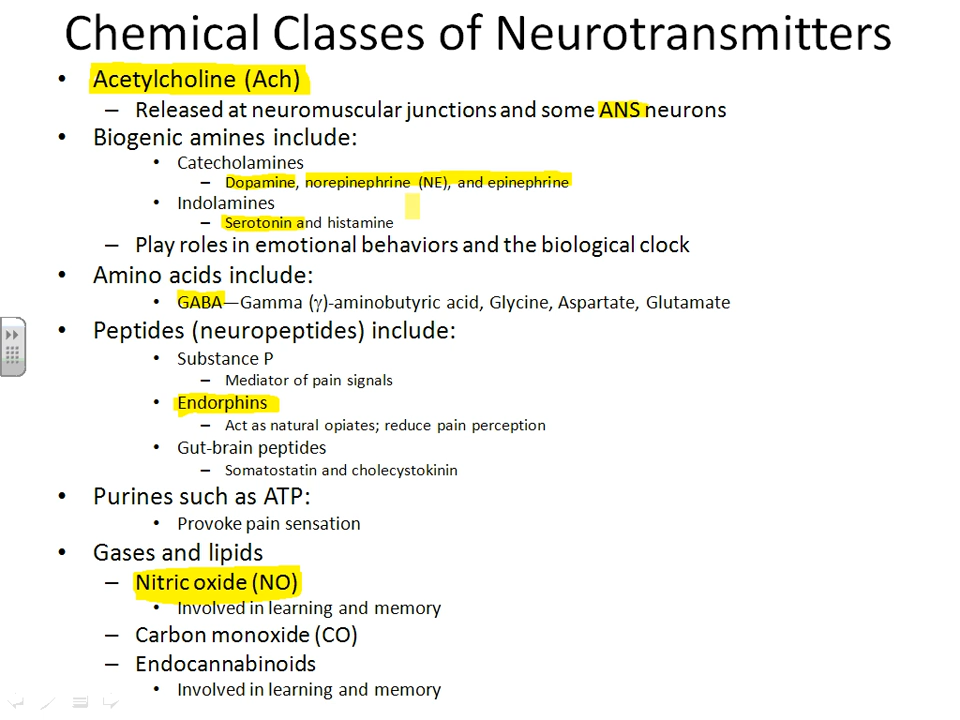 Chemical Classes of Neurotransmitters
• Acetylcholine (Ach)
– Released at neuromuscular junctions and some ANS neurons
• Biogenic amines include:
• Catecholamines
– Dopamine, norepinephrine (NE), and epinephrine
• Indolamines
– Serotonin and histamine
– Play roles in emotional behaviors and the biological clock
• Amino acids include:
• GABA—Gamma (γ)-aminobutyric acid, Glycine, Aspartate, Glutamate
• Peptides (neuropeptides) include:
• Substance P
– Mediator of pain signals
• Endorphins
– Act as natural opiates; reduce pain perception
• Gut-brain peptides
– Somatostatin and cholecystokinin
• Purines such as ATP:
• Provoke pain sensation
• Gases and lipids
– Nitric oxide (NO)
• Involved in learning and memory
– Carbon monoxide (CO)
– Endocannabinoids
• Involved in learning and memory